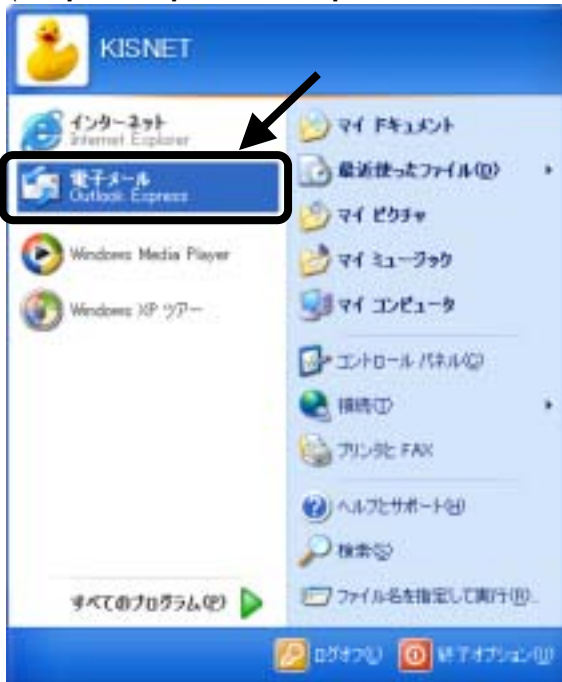 KISNET
インターネット
Internet Explorer
電子メール
Outlook Express
Windows Media Player
Windows XP ツアー
すべてのプログラム(P)
マイ ドキュメント
最近使ったファイル(D)
マイ ピクチャ
マイ ミュージック
マイ コンピュータ
コントロール パネル(C)
接続(T)
プリンタと FAX
ヘルプとサポート(H)
検索(S)
ファイル名を指定して実行(R)...
ログオフ(L)
終了オプション(U)